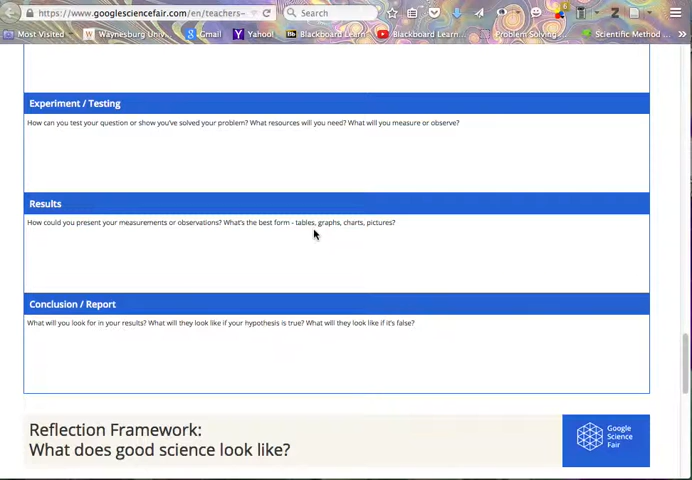 https://www.googlesciencefair.com/en/teachers-
Search
6
Most Visited
Waynesburg Univ...
Gmail
Yahoo!
Bb
Blackboard Learn...
Blackboard Learn...
Problem Solving...
Scientific Method...
Experiment / Testing
How can you test your question or show you've solved your problem? What resources will you need? What will you measure or observe?
Results
How could you present your measurements or observations? What's the best form - tables, graphs, charts, pictures?
Conclusion / Report
What will you look for in your results? What will they look like if your hypothesis is true? What will they look like if it's false?
Reflection Framework:
What does good science look like?
Google
Science
Fair